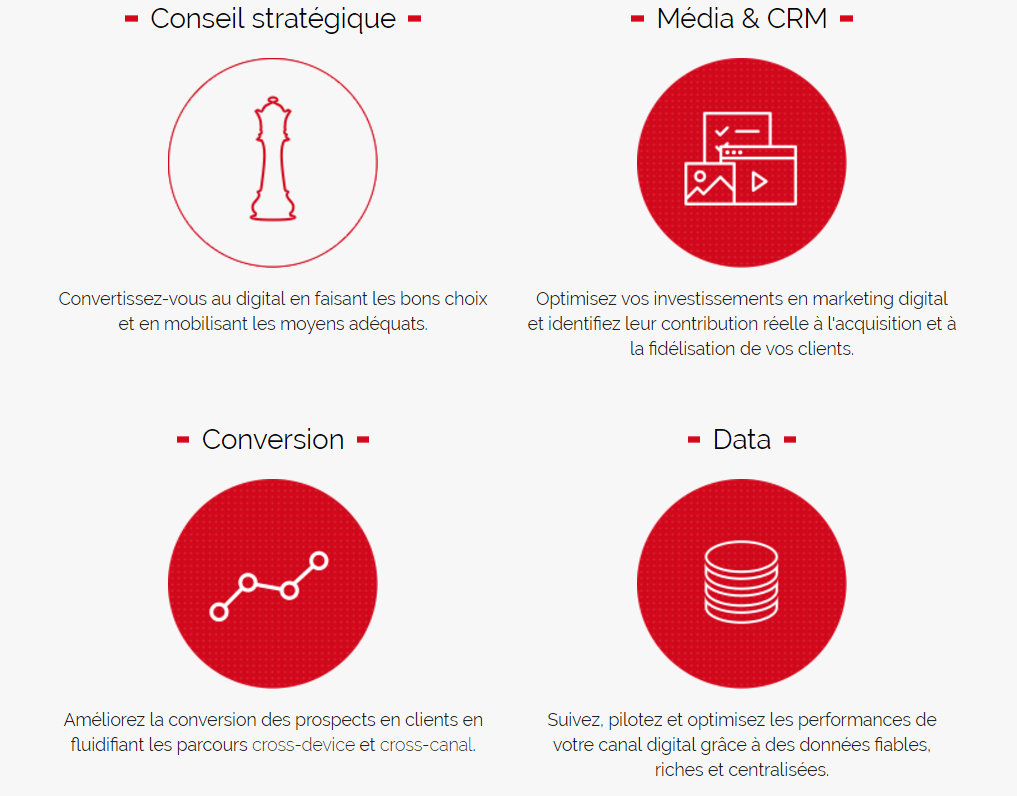 Conseil stratégique
Convertissez-vous au digital en faisant les bons choix
et en mobilisant les moyens adéquats.
Média & CRM
Optimisez vos investissements en marketing digital
et identifiez leur contribution réelle à l'acquisition et à
la fidélisation de vos clients.
Conversion
Améliorez la conversion des prospects en clients en
fluidifiant les parcours cross-device et cross-canal.
Data
Suivez, pilotez et optimisez les performances de
votre canal digital grâce à des données fiables,
riches et centralisées.